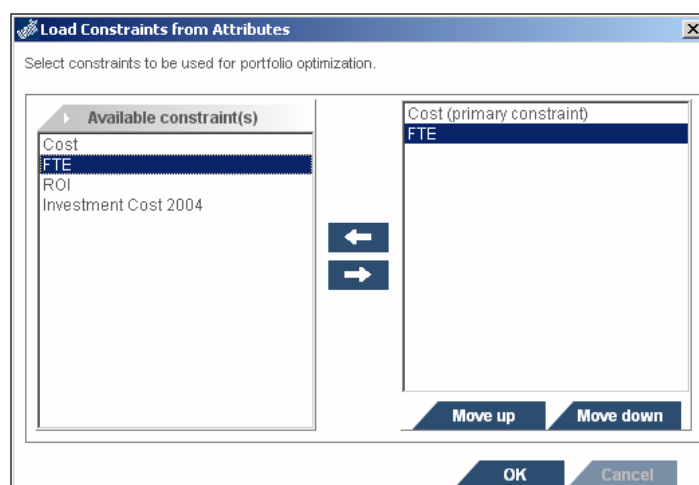 Load Constraints from Attributes
Select constraints to be used for portfolio optimization.
Available constraint(s)
Cost
FTE
ROI
Investment Cost 2004
Cost (primary constraint)
FTE
Move up
Move down
OK
Cancel